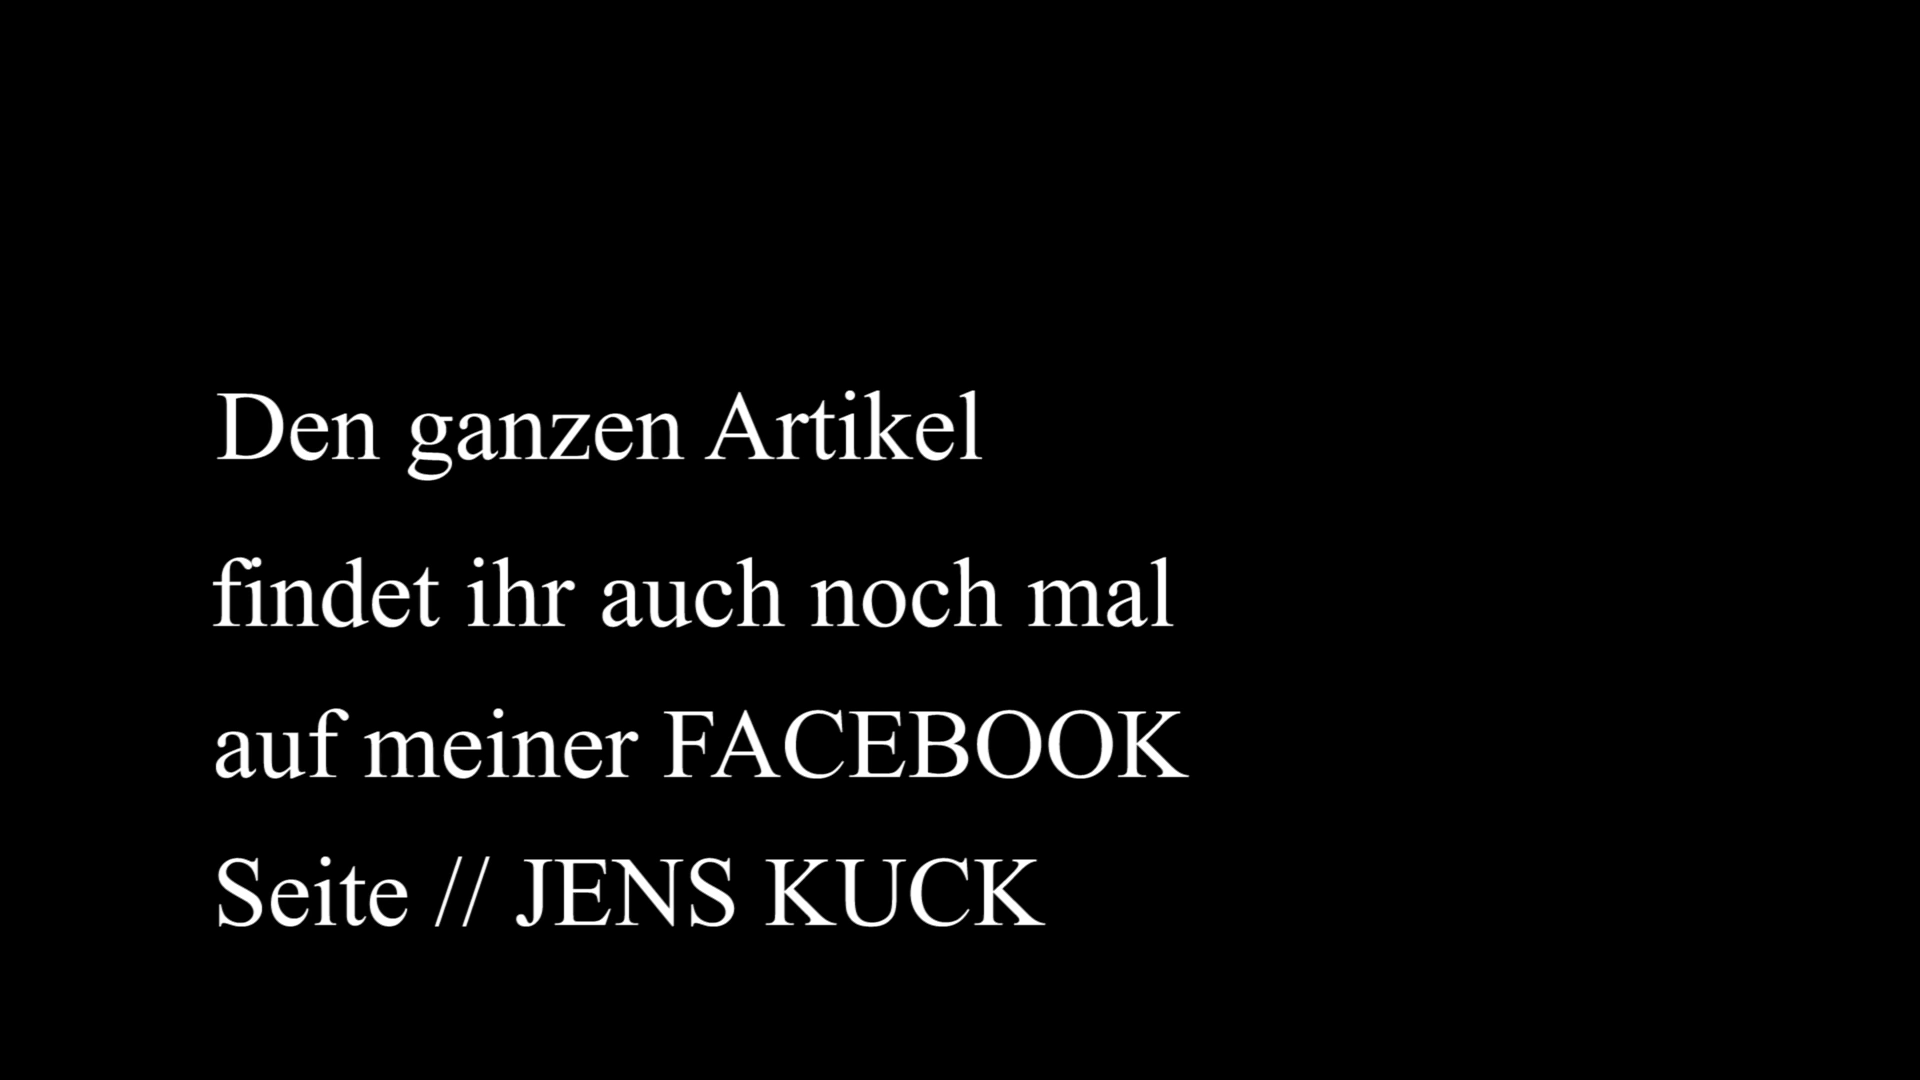 Den ganzen Artikel
findet ihr auch noch mal
auf meiner FACEBOOK
Seite // JENS KUCK